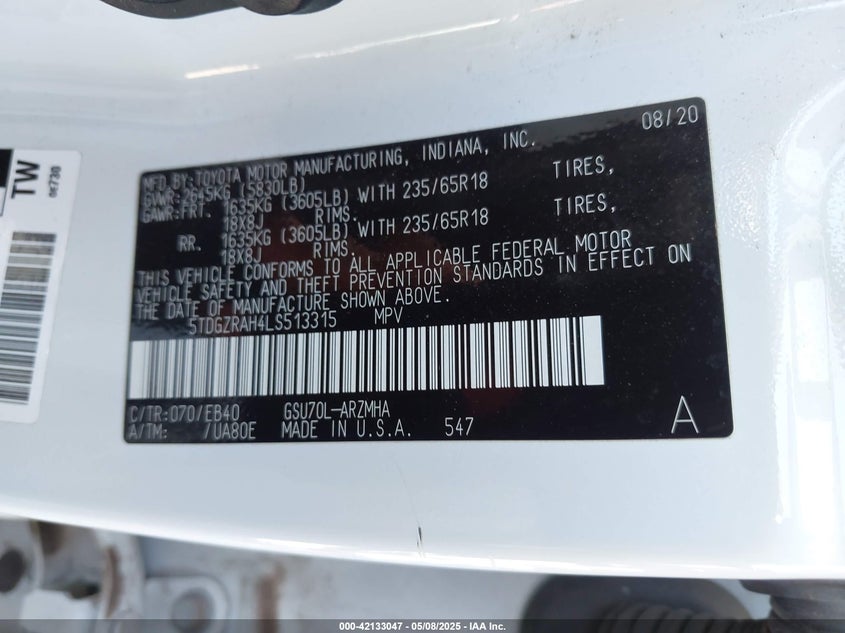 TW
08/20
MFD.BY:TOYOTA MOTOR MANUFACTURING, INDIANA, INC.
GVWR:2645KG (5830LB)
GAWR:FRT. 1635KG (3605LB) WITH 235/65R18 TIRES,
18X8J RIMS.
RR. 1635KG (3605LB) WITH 235/65R18 TIRES,
18X8J RIMS.
THIS VEHICLE CONFORMS TO ALL APPLICABLE FEDERAL MOTOR
VEHICLE SAFETY AND THEFT PREVENTION STANDARDS IN EFFECT ON
THE DATE OF MANUFACTURE SHOWN ABOVE.
5TDGZRAH4LS513315 MPV
C/TR:070/EB40 GSU70L-ARZMHA
A/TM: /UA80E MADE IN U.S.A. 547
A
000-42133047 - 05/08/2025 - IAA Inc.